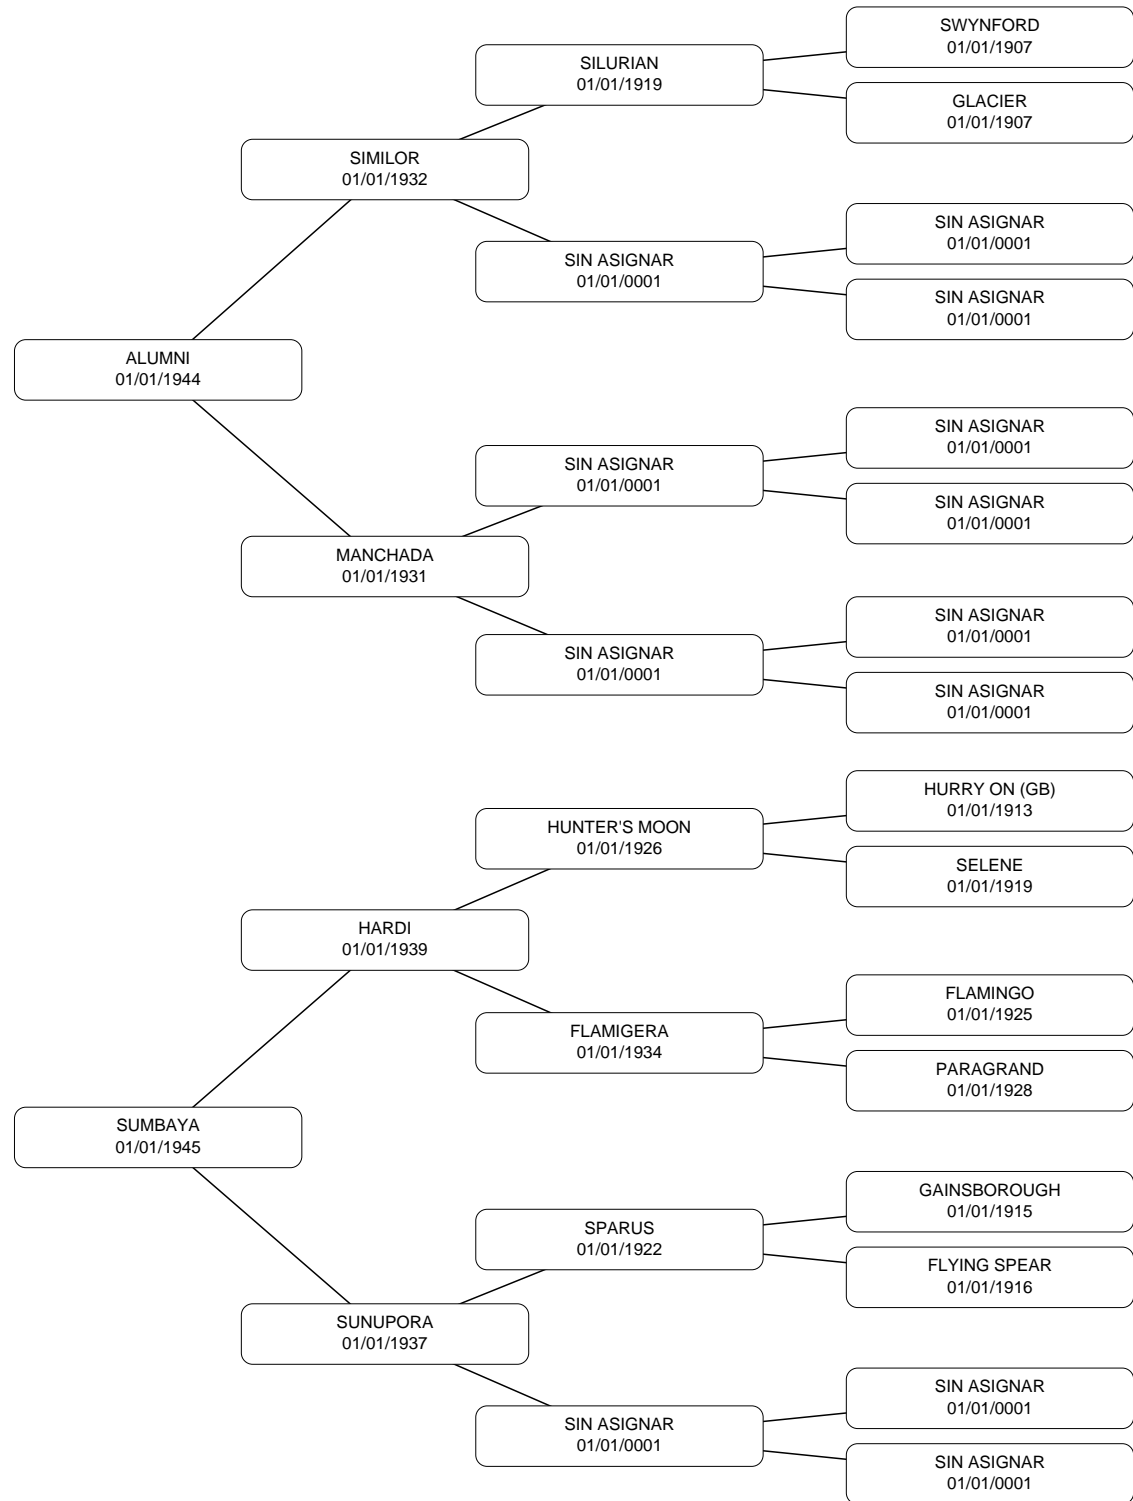 SWYNFORD
01/01/1907
SILURIAN
01/01/1919
GLACIER
01/01/1907
SIMILOR
01/01/1932
SIN ASIGNAR
01/01/0001
SIN ASIGNAR
01/01/0001
SIN ASIGNAR
01/01/0001
ALUMNI
01/01/1944
SIN ASIGNAR
01/01/0001
SIN ASIGNAR
01/01/0001
SIN ASIGNAR
01/01/0001
MANCHADA
01/01/1931
SIN ASIGNAR
01/01/0001
SIN ASIGNAR
01/01/0001
SIN ASIGNAR
01/01/0001
HURRY ON (GB)
01/01/1913
HUNTER'S MOON
01/01/1926
SELENE
01/01/1919
HARDI
01/01/1939
FLAMINGO
01/01/1925
FLAMIGERA
01/01/1934
PARAGRAND
01/01/1928
SUMBAYA
01/01/1945
GAINSBOROUGH
01/01/1915
SPARUS
01/01/1922
FLYING SPEAR
01/01/1916
SUNUPORA
01/01/1937
SIN ASIGNAR
01/01/0001
SIN ASIGNAR
01/01/0001
SIN ASIGNAR
01/01/0001